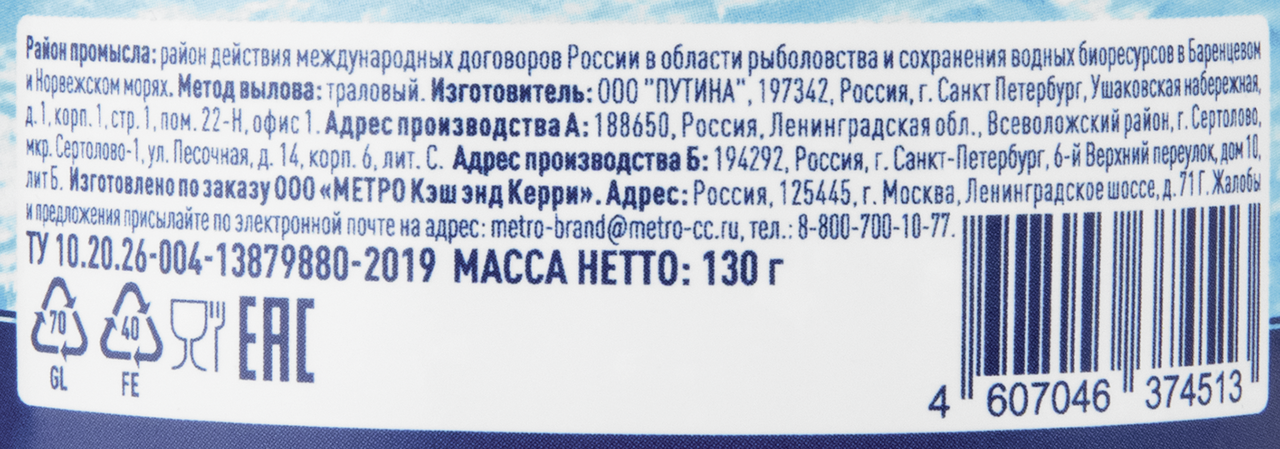 Район промысла: район действия международных договоров России в области рыболовства и сохранения водных биоресурсов в Баренцевом
и Норвежском морях. Метод вылова: траловый. Изготовитель: ООО "ПУТИНА", 197342, Россия, г. Санкт Петербург, Ушаковская набережная,
д.1, корп.1, стр.1, пом. 22-Н, офис 1. Адрес производства А: 188650, Россия, Ленинградская обл., Всеволожский район, г. Сертолово,
мкр. Сертолово-1, ул. Песочная, д. 14, корп. 6, лит. С. Адрес производства Б: 194292, Россия, г. Санкт-Петербург, 6-й Верхний переулок, дом 10,
лит Б. Изготовлено по заказу ООО «МЕТРО Кэш энд Керри». Адрес: Россия, 125445, г. Москва, Ленинградское шоссе, д. 71 Г. Жалобы
и предложения присылайте по электронной почте на адрес: metro-brand@metro-cc.ru, тел.: 8-800-700-10-77.
ТУ 10.20.26-004-13879880-2019 МАССА НЕТТО: 130 г
70 40 EAC
GL FE
4 607046 374513